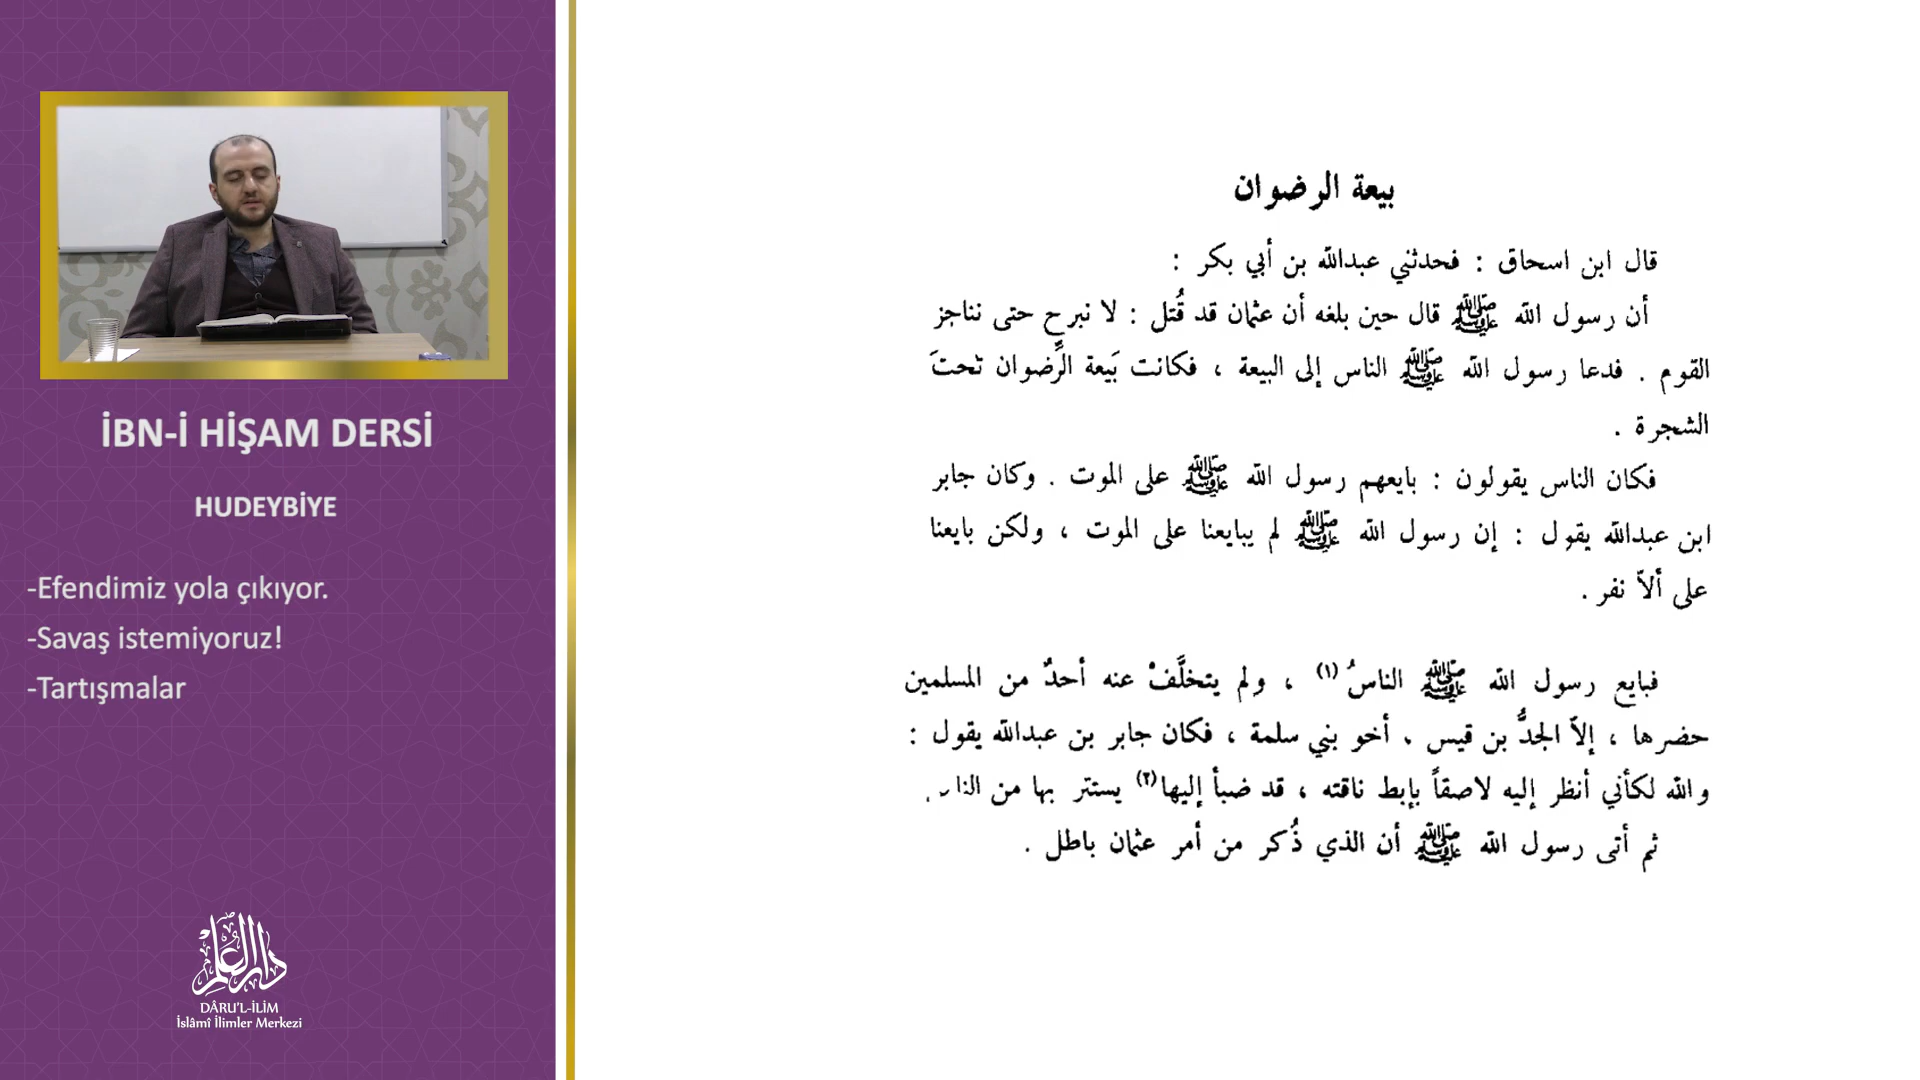 İBN-İ HİŞAM DERSİ
HUDEYBİYE
-Efendimiz yola çıkıyor.
-Savaş istemiyoruz!
-Tartışmalar
دار العلم
DÂRU'L-İLİM
İslâmî İlimler Merkezi
بيعة الرضوان
قال ابن اسحاق : فحدثني عبدالله بن أبي بكر :
أن رسول الله ﷺ قال حين بلغه أن عثمان قد قُتل : لا نبرح حتى نناجز
القوم . فدعا رسول الله ﷺ الناس إلى البيعة ، فكانت بَيعة الرِّضوان تحتَ
الشجرة .
فكان الناس يقولون : بايعهم رسول الله ﷺ على الموت . وكان جابر
ابن عبدالله يقول : إن رسول الله ﷺ لم يبايعنا على الموت ، ولكن بايعنا
على ألاّ نفر .
فبايع رسول الله ﷺ الناسُ (١) ، ولم يتخلَّفْ عنه أحدٌ من المسلمين
حضرها ، إلاّ الجدُّ بن قيس . أخو بني سلمة ، فكان جابر بن عبدالله يقول :
والله لكأني أنظر إليه لاصقاً بإبط ناقته ، قد ضبأ إليها (٢) يستتر بها من
ثم أتى رسول الله ﷺ أن الذي ذُكر من أمر عثمان باطل .